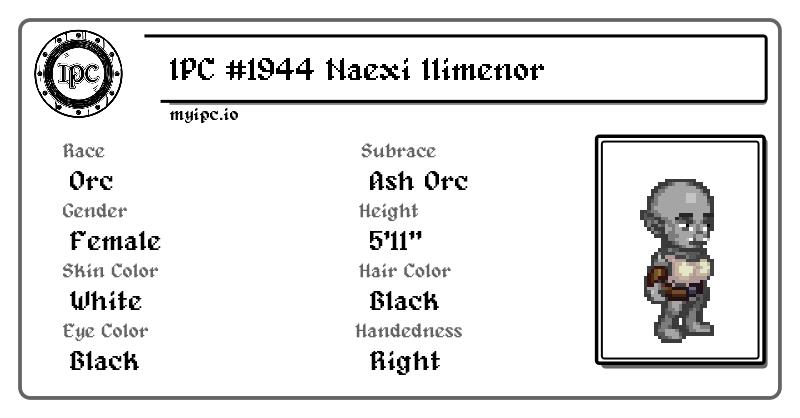 IPC
IPC #1944 Naexi Ilimenor
myipc.io
Race
Subrace
Orc
Ash Orc
Gender
Height
Female
5'11"
Skin Color
Hair Color
White
Black
Eye Color
Handedness
Black
Right